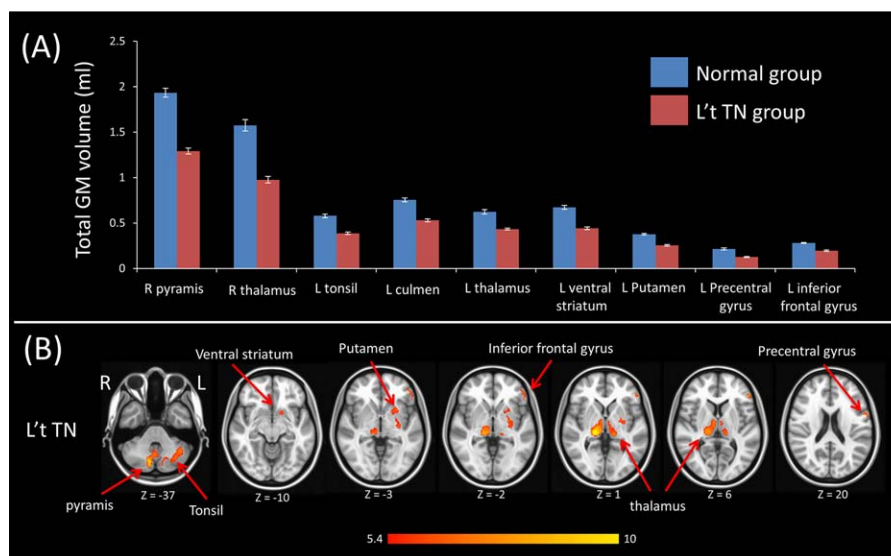 (A)
Total GM volume (ml)
2.5
2
1.5
1
0.5
0
Normal group
L't TN group
R pyramis
R thalamus
L tonsil
L culmen
L thalamus
L ventral
striatum
L Putamen
L Precentral
gyrus
L inferior
frontal gyrus
(B)
Ventral striatum
Putamen
Inferior frontal gyrus
Precentral gyrus
R
L
L't TN
pyramis
Tonsil
thalamus
Z = -37
Z = -10
Z = -3
Z = -2
Z = 1
Z = 6
Z = 20
5.4
10